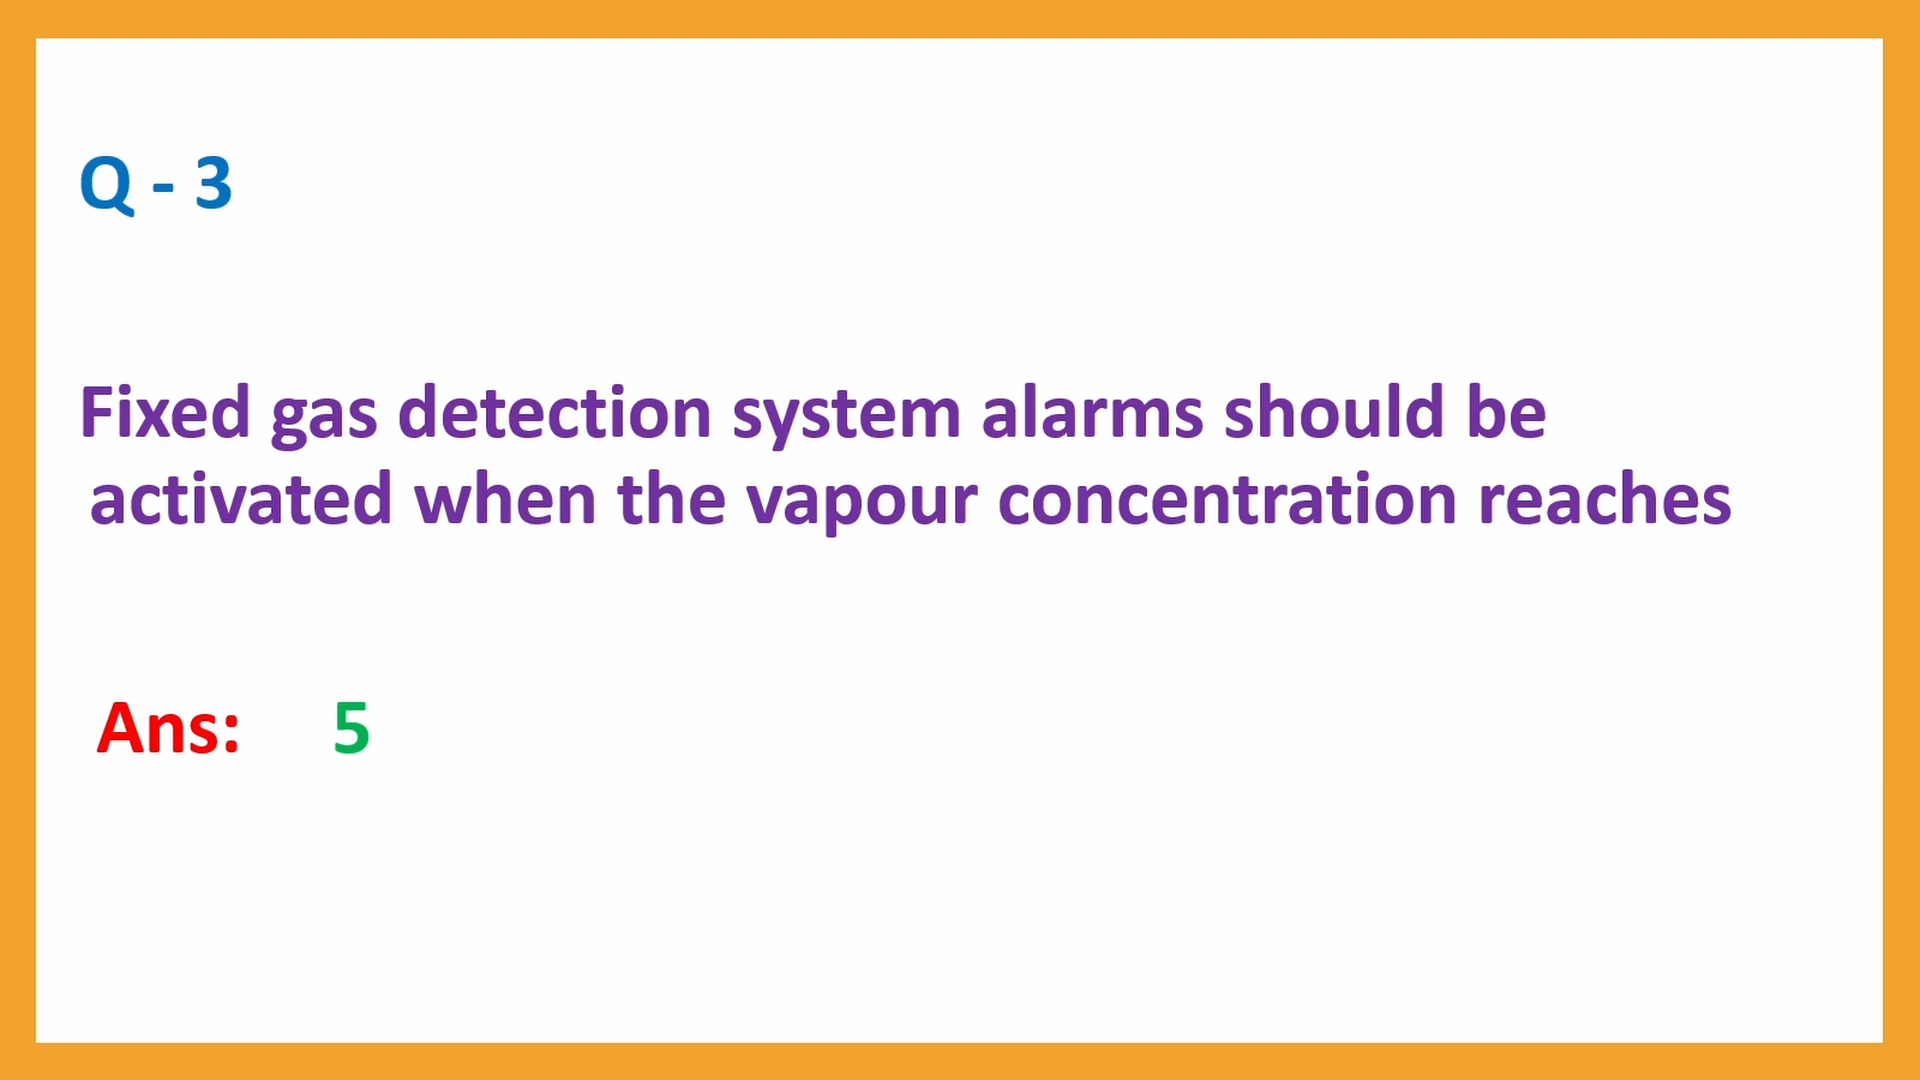 Q - 3
Fixed gas detection system alarms should be
activated when the vapour concentration reaches
Ans: 5